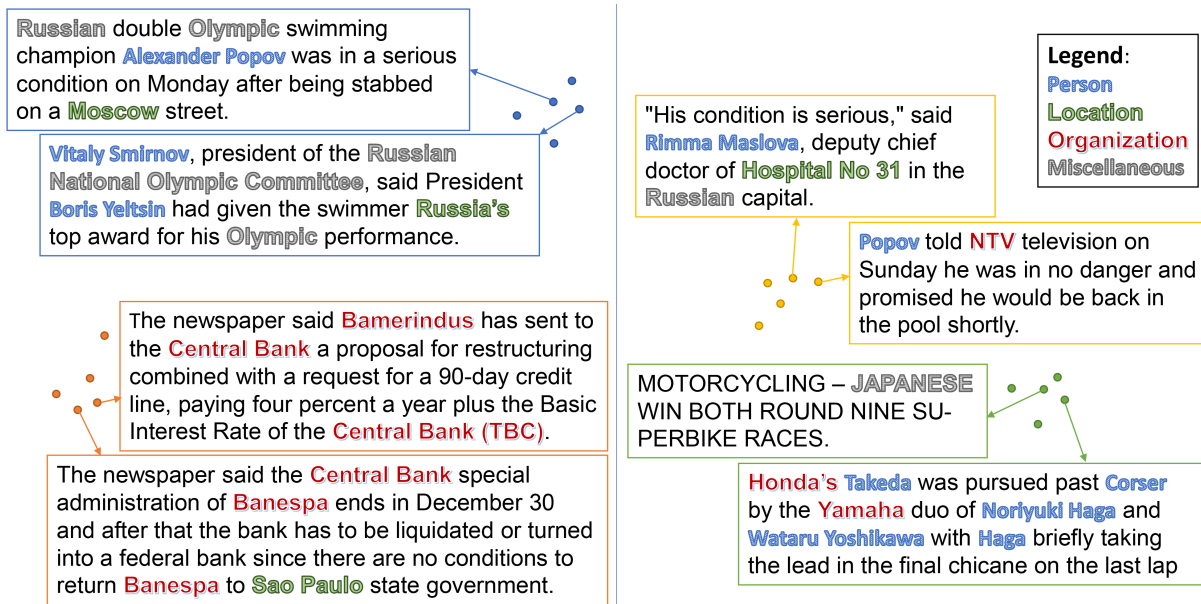 Russian double Olympic swimming
champion Alexander Popov was in a serious
condition on Monday after being stabbed
on a Moscow street.
Vitaly Smirnov, president of the Russian
National Olympic Committee, said President
Boris Yeltsin had given the swimmer Russia's
top award for his Olympic performance.
The newspaper said Bamerindus has sent to
the Central Bank a proposal for restructuring
combined with a request for a 90-day credit
line, paying four percent a year plus the Basic
Interest Rate of the Central Bank (TBC).
The newspaper said the Central Bank special
administration of Banespa ends in December 30
and after that the bank has to be liquidated or turned
into a federal bank since there are no conditions to
return Banespa to Sao Paulo state government.
Legend:
Person
Location
Organization
Miscellaneous
"His condition is serious," said
Rimma Maslova, deputy chief
doctor of Hospital No 31 in the
Russian capital.
Popov told NTV television on
Sunday he was in no danger and
promised he would be back in
the pool shortly.
MOTORCYCLING – JAPANESE
WIN BOTH ROUND NINE SU-
PERBIKE RACES.
Honda's Takeda was pursued past Corser
by the Yamaha duo of Noriyuki Haga and
Wataru Yoshikawa with Haga briefly taking
the lead in the final chicane on the last lap